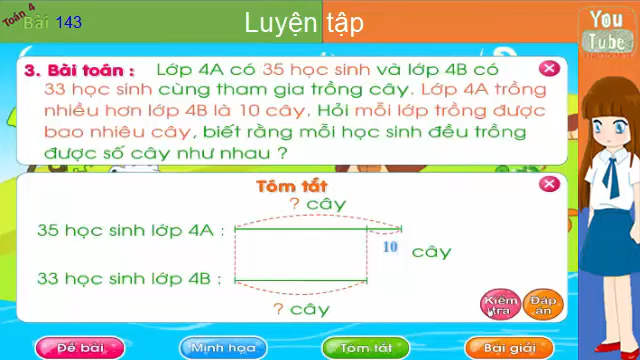 Toán 4
Bài 143
Luyện tập
You
Tube
3. Bài toán : Lớp 4A có 35 học sinh và lớp 4B có
33 học sinh cùng tham gia trồng cây. Lớp 4A trồng
nhiều hơn lớp 4B là 10 cây, Hỏi mỗi lớp trồng được
bao nhiêu cây, biết rằng mỗi học sinh đều trồng
được số cây như nhau ?
Tóm tắt
? cây
35 học sinh lớp 4A :
10 cây
33 học sinh lớp 4B :
? cây
Kiểm tra
Đáp án
Đề bài
Minh họa
Tóm tắt
Bài giải